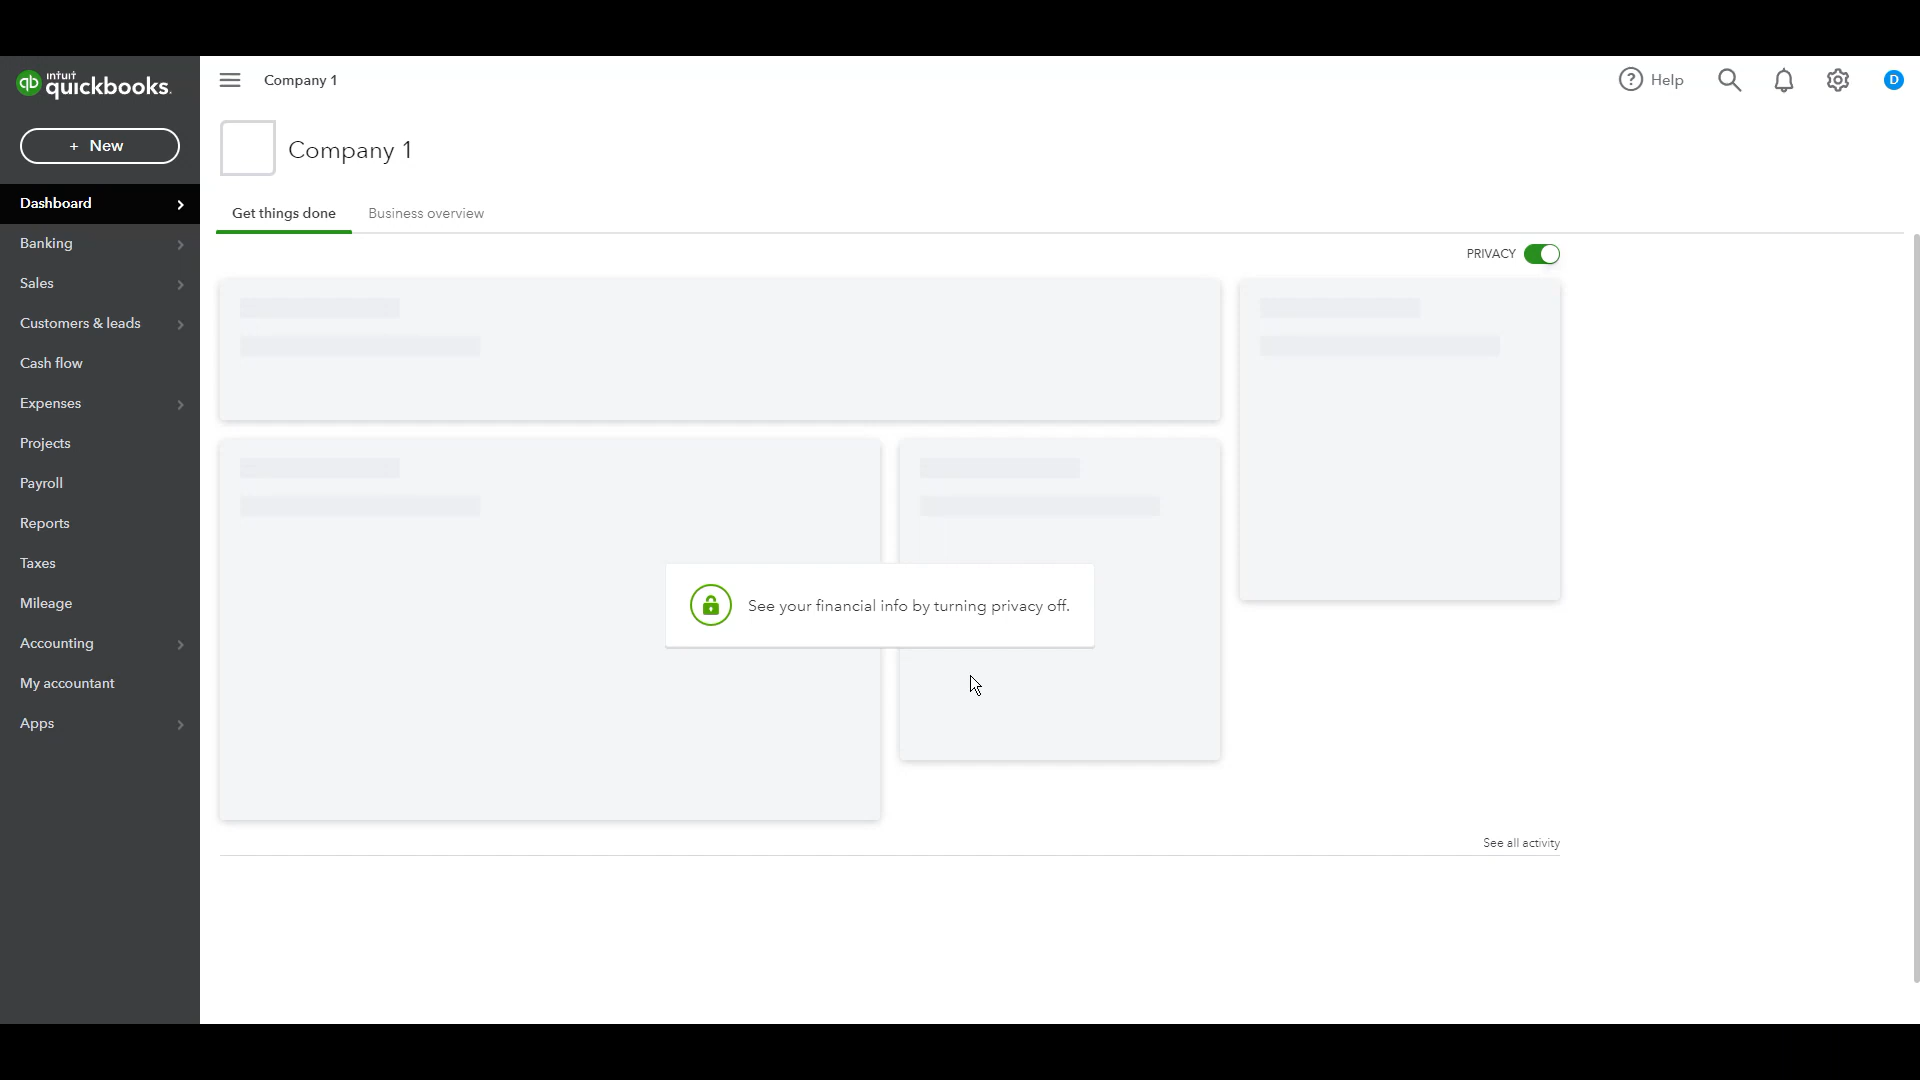 intuit
quickbooks.
+ New
Dashboard
Banking
Sales
Customers & leads
Cash flow
Expenses
Projects
Payroll
Reports
Taxes
Mileage
Accounting
My accountant
Apps
Company 1
Help
D
Company 1
Get things done
Business overview
PRIVACY
See your financial info by turning privacy off.
See all activity